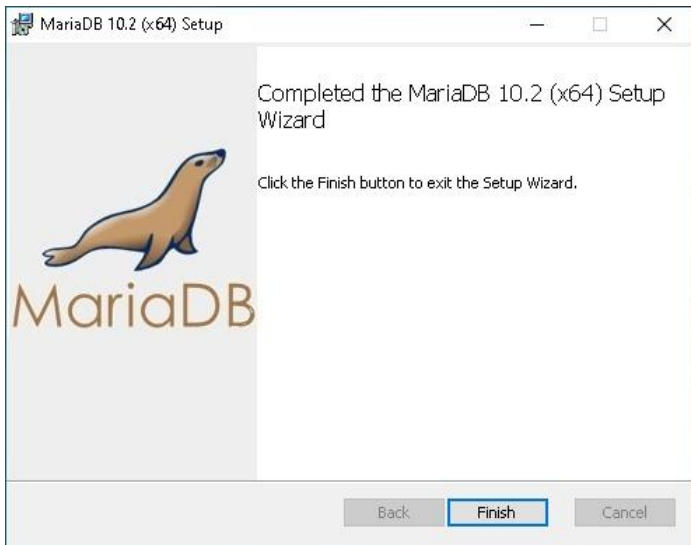 MariaDB 10.2 (x64) Setup
Completed the MariaDB 10.2 (x64) Setup
Wizard
Click the Finish button to exit the Setup Wizard.
MariaDB
Back Finish Cancel